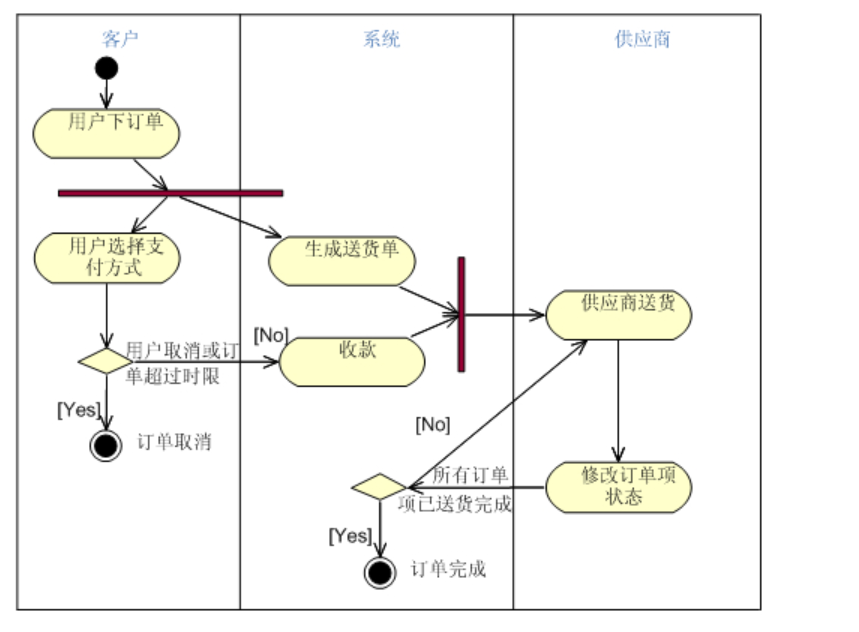 客户
系统
供应商
用户下订单
用户选择支
付方式
生成送货单
供应商送货
[No]
收款
用户取消或订
单超过时限
[Yes]
订单取消
[No]
所有订单
项已送货完成
修改订单项
状态
[Yes]
订单完成